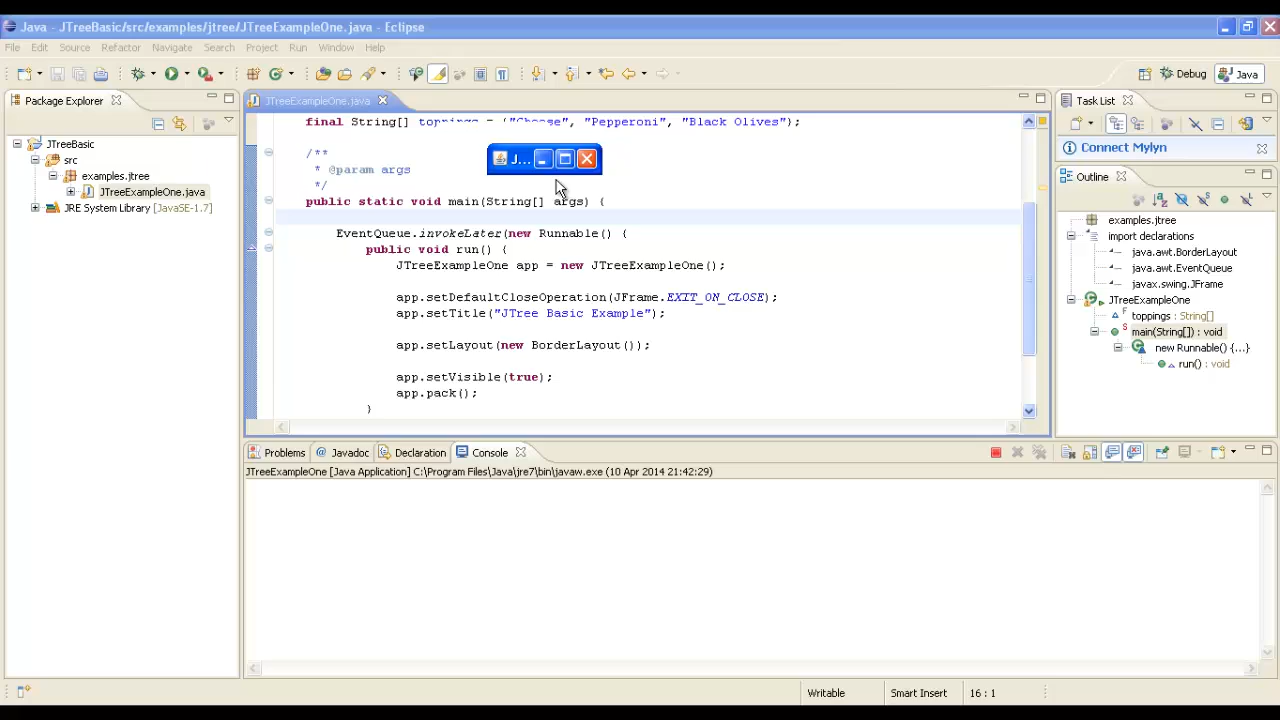 Java - JTreeBasic/src/examples/jtree/JTreeExampleOne.java - Eclipse
File Edit Source Refactor Navigate Search Project Run Window Help
Debug Java
Package Explorer
JTreeBasic
src
examples.jtree
JTreeExampleOne.java
JRE System Library [JavaSE-1.7]
JTreeExampleOne.java
final String[] toppings = {"Cheese", "Pepperoni", "Black Olives"};
J...
/**
* @param args
*/
public static void main(String[] args) {
EventQueue.invokeLater(new Runnable() {
public void run() {
JTreeExampleOne app = new JTreeExampleOne();
app.setDefaultCloseOperation(JFrame.EXIT_ON_CLOSE);
app.setTitle("JTree Basic Example");
app.setLayout(new BorderLayout());
app.setVisible(true);
app.pack();
}
Task List
Connect Mylyn
Outline
examples.jtree
import declarations
java.awt.BorderLayout
java.awt.EventQueue
javax.swing.JFrame
JTreeExampleOne
toppings : String[]
main(String[]) : void
new Runnable() {...}
run() : void
Problems Javadoc Declaration Console
JTreeExampleOne [Java Application] C:\Program Files\Java\jre7\bin\javaw.exe (10 Apr 2014 21:42:29)
Writable Smart Insert 16 : 1